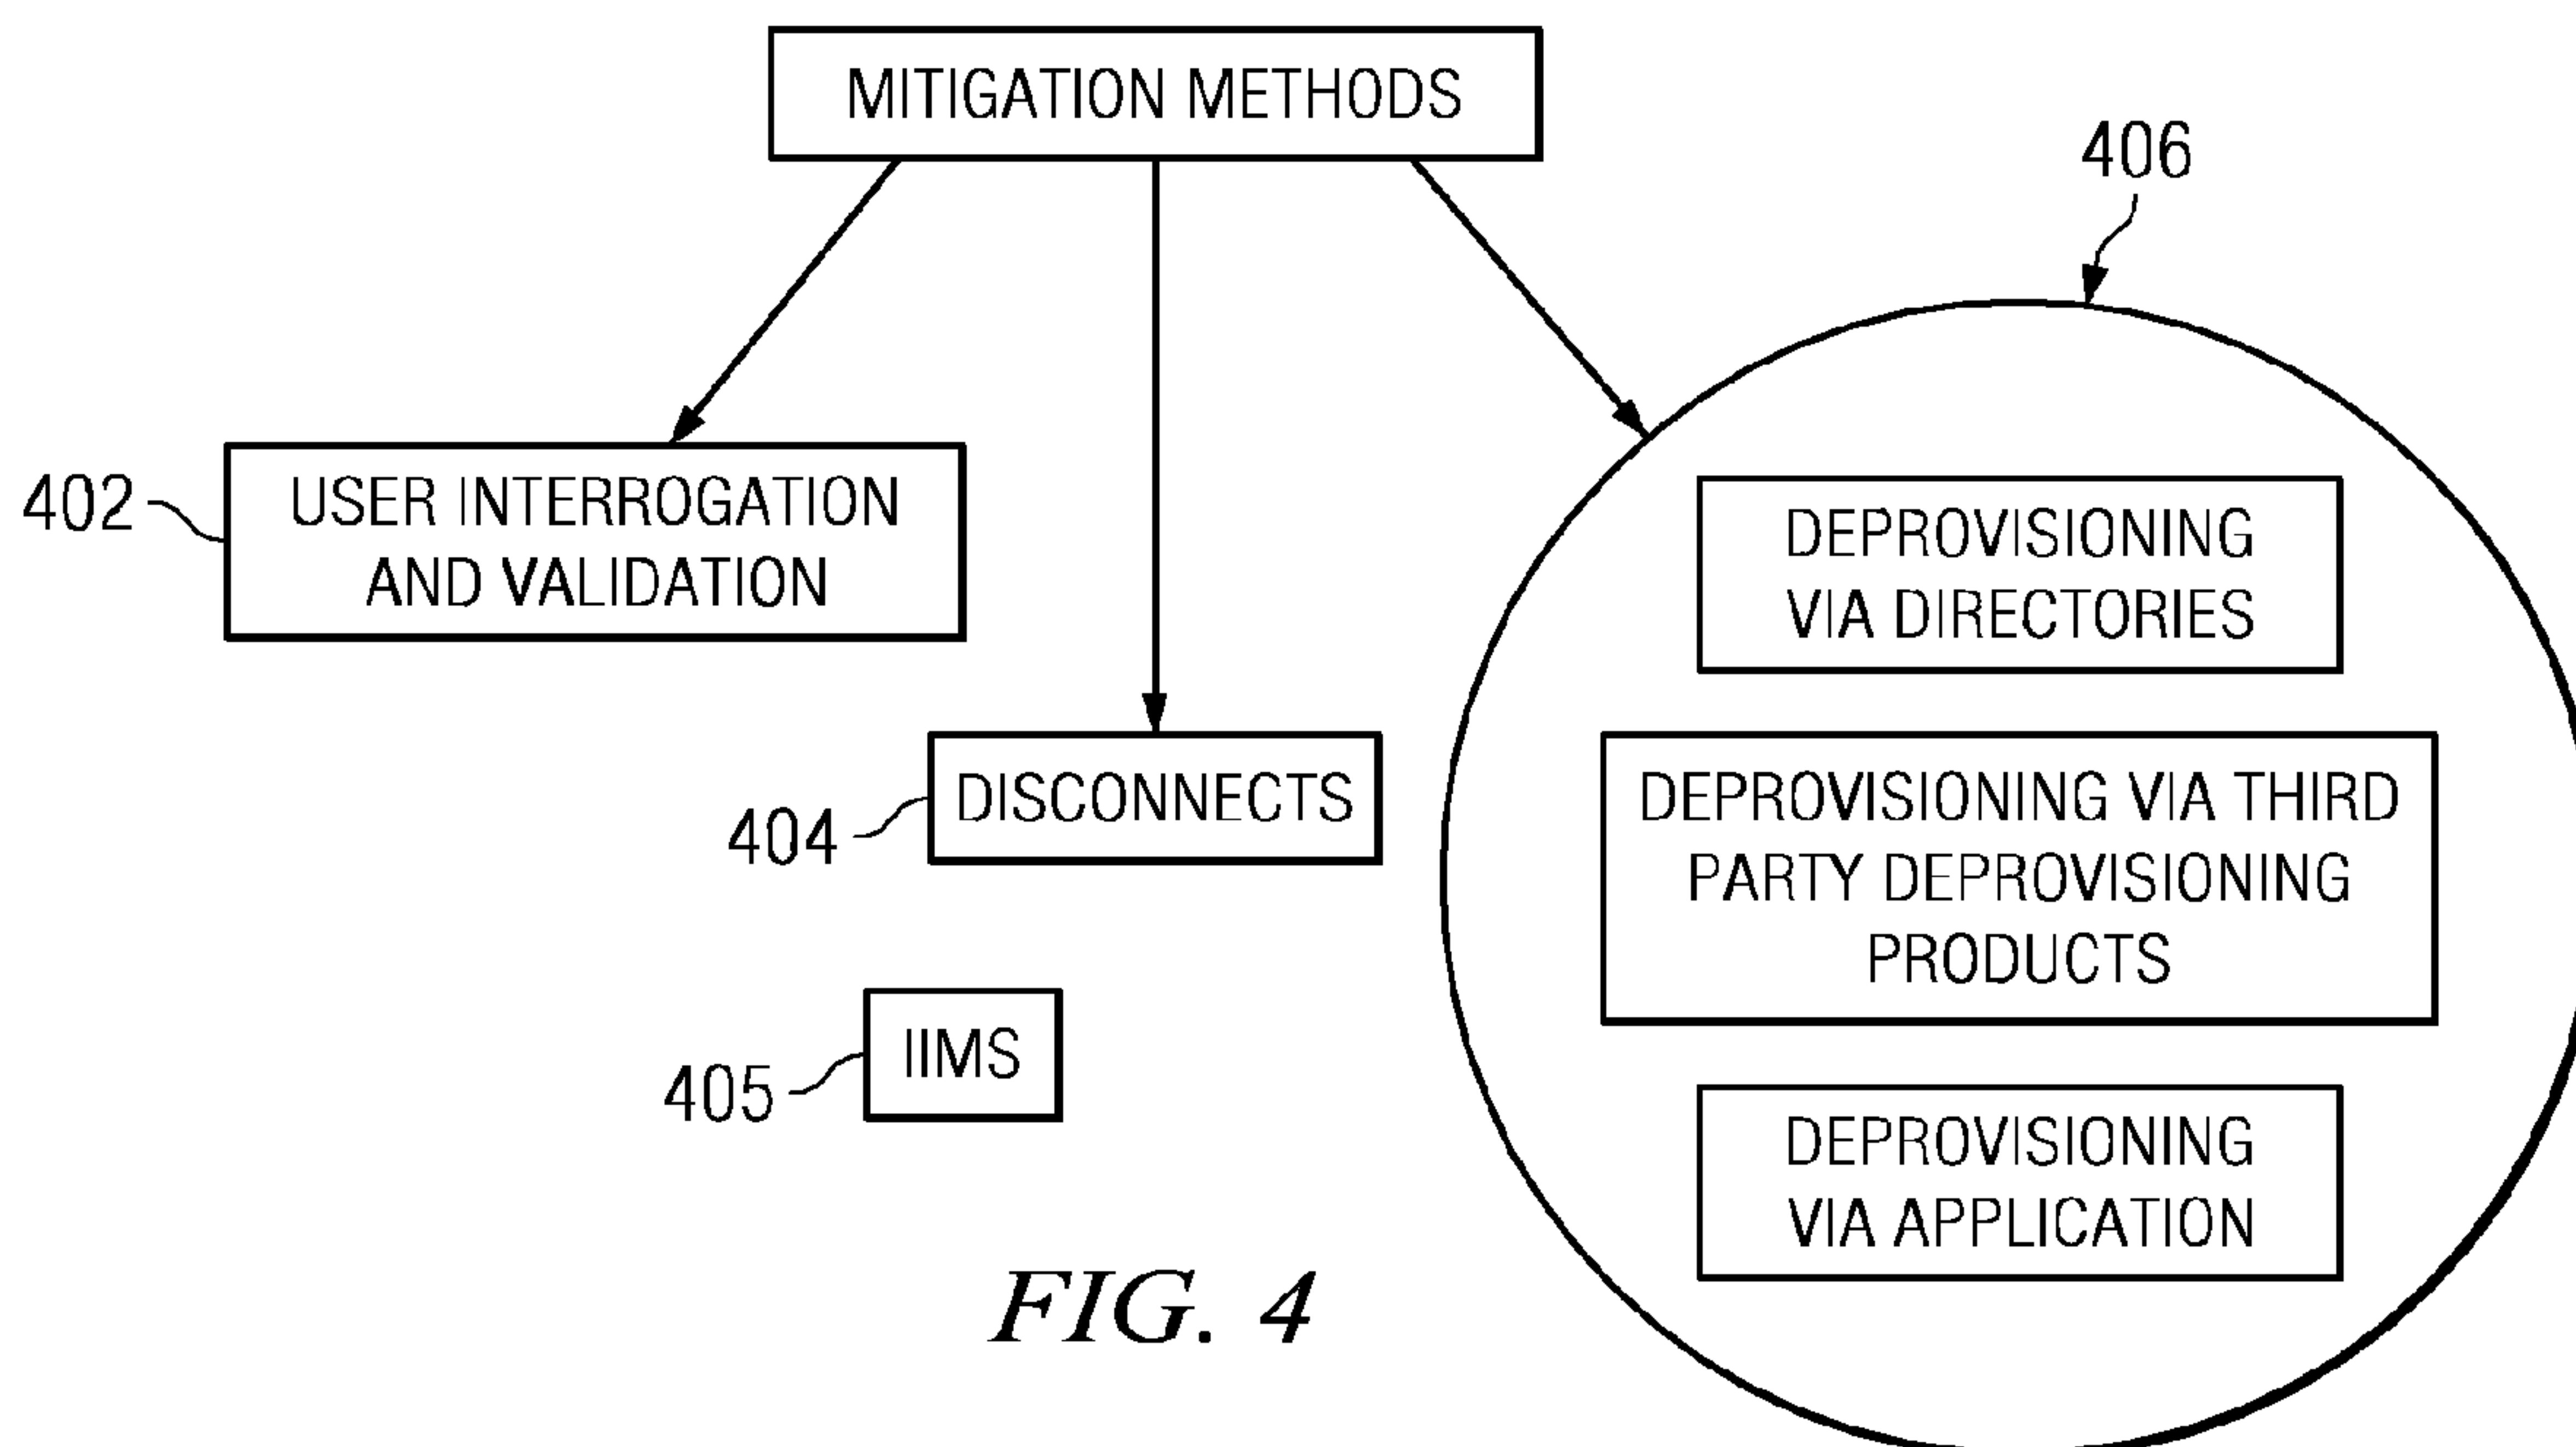 MITIGATION METHODS
406
402
USER INTERROGATION
AND VALIDATION
DEPROVISIONING
VIA DIRECTORIES
404
DISCONNECTS
DEPROVISIONING VIA THIRD
PARTY DEPROVISIONING
PRODUCTS
405
IIMS
DEPROVISIONING
VIA APPLICATION
FIG. 4